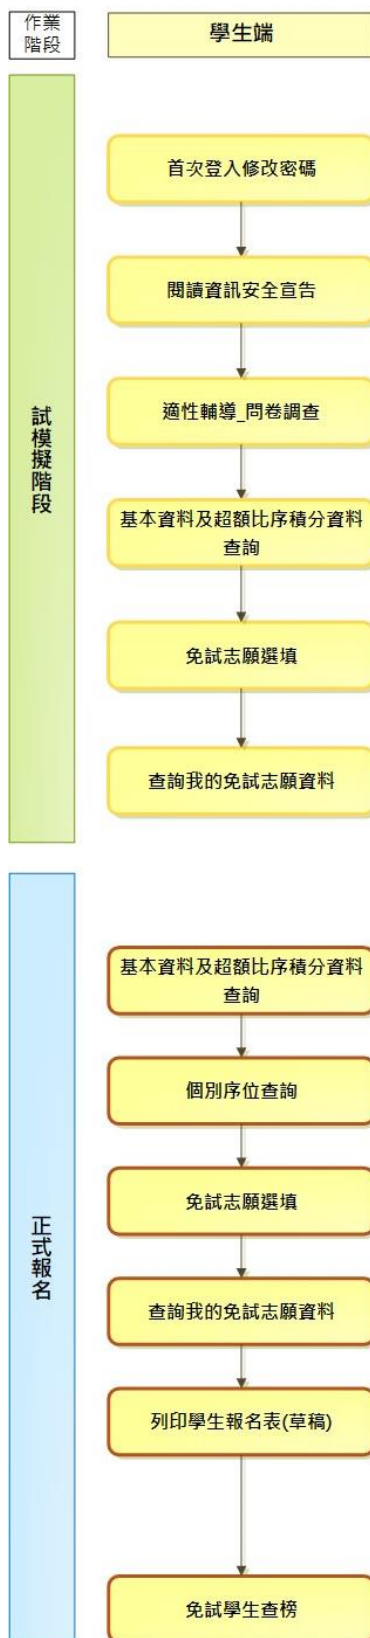 作業
階段
學生端
試模擬階段
首次登入修改密碼
閱讀資訊安全宣告
適性輔導_問卷調查
基本資料及超額比序積分資料
查詢
免試志願選填
查詢我的免試志願資料
正式報名
基本資料及超額比序積分資料
查詢
個別序位查詢
免試志願選填
查詢我的免試志願資料
列印學生報名表(草稿)
免試學生查榜